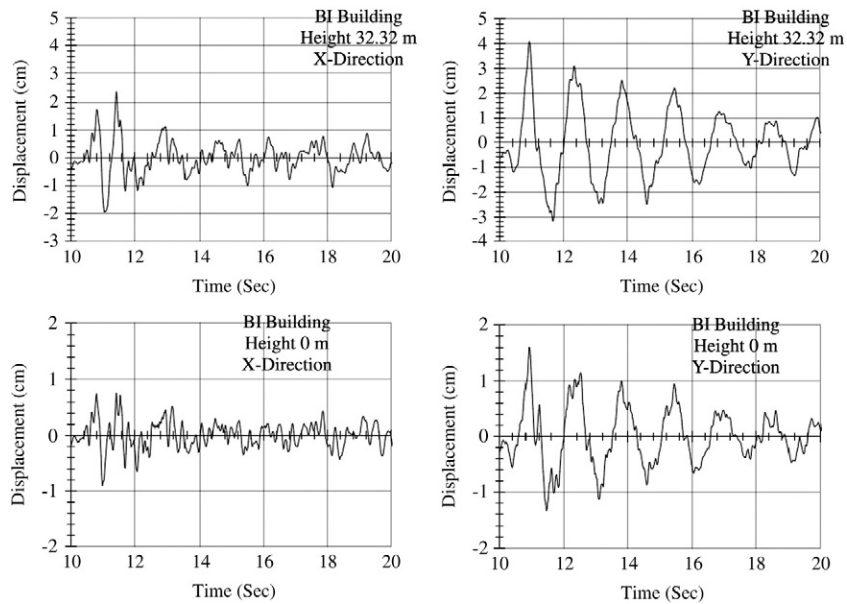 BI Building
Height 32.32 m
X-Direction
5
4
3
2
1
0
-1
-2
-3
Displacement (cm)
10 12 14 16 18 20
Time (Sec)
BI Building
Height 32.32 m
Y-Direction
5
4
3
2
1
0
-1
-2
-3
-4
Displacement (cm)
10 12 14 16 18 20
Time (Sec)
BI Building
Height 0 m
X-Direction
2
1
0
-1
-2
Displacement (cm)
10 12 14 16 18 20
Time (Sec)
BI Building
Height 0 m
Y-Direction
2
1
0
-1
-2
Displacement (cm)
10 12 14 16 18 20
Time (Sec)